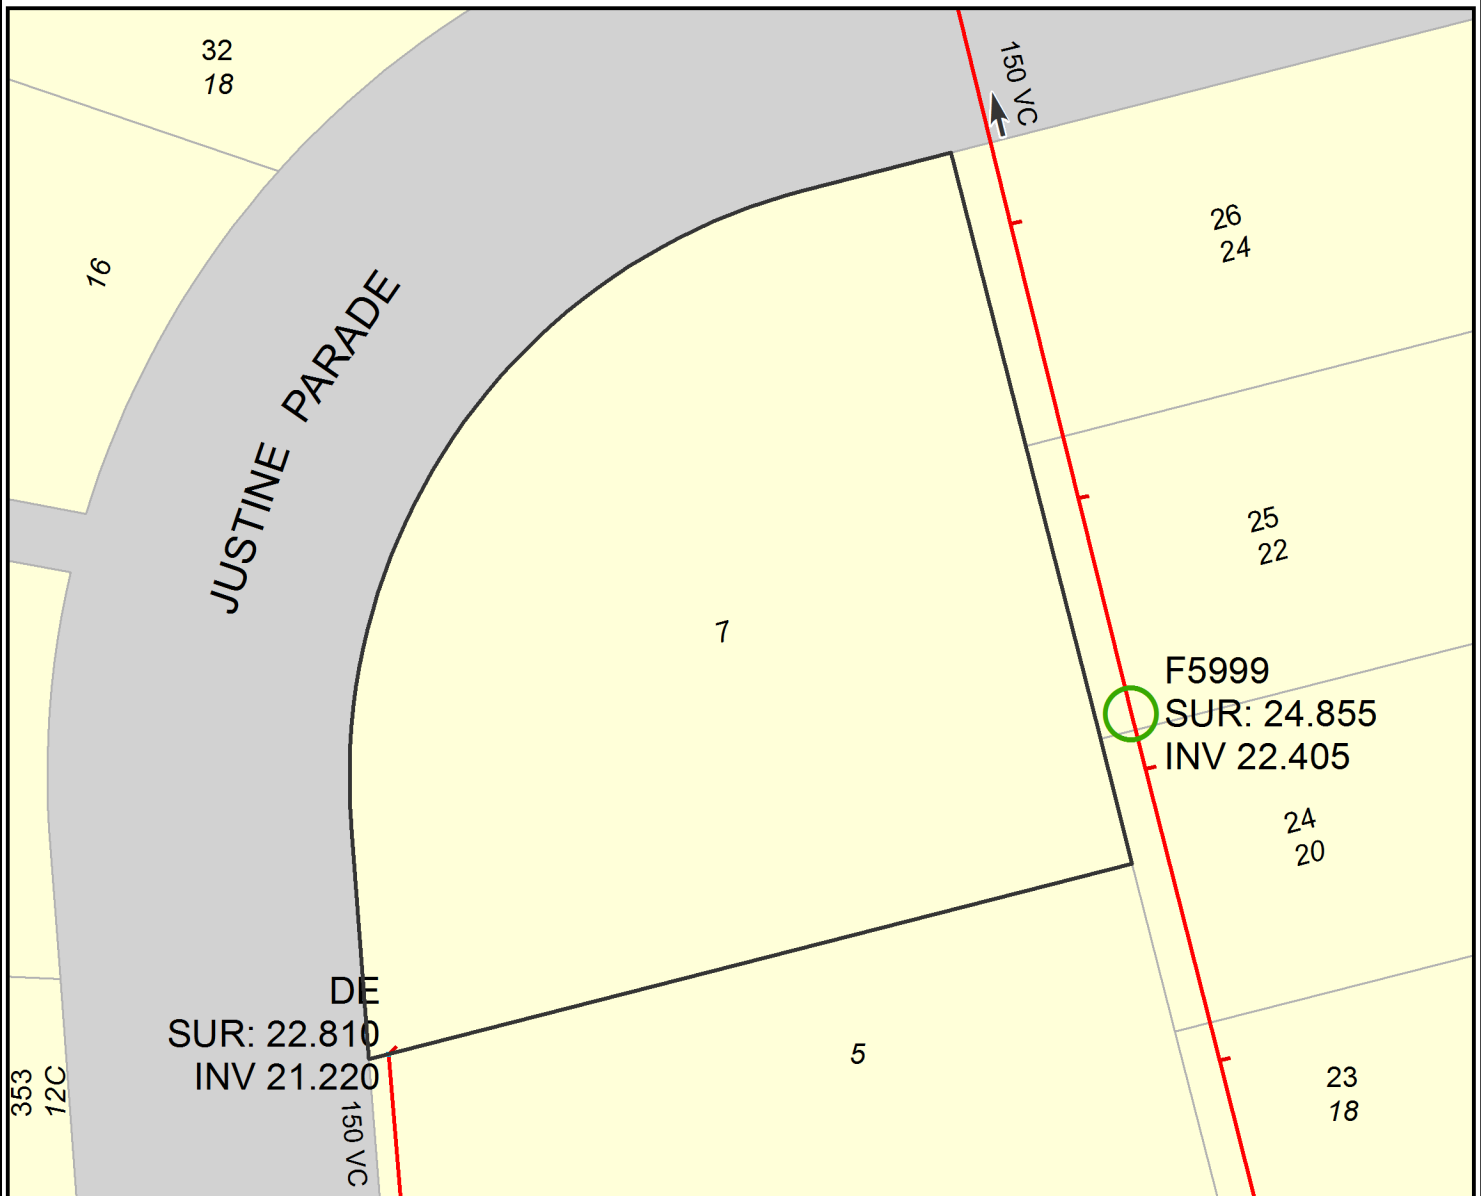 32
18
150 VC
26
24
16
JUSTINE PARADE
25
22
7
F5999
SUR: 24.855
INV 22.405
24
20
DE
SUR: 22.810
INV 21.220
5
353
12C
150 VC
23
18